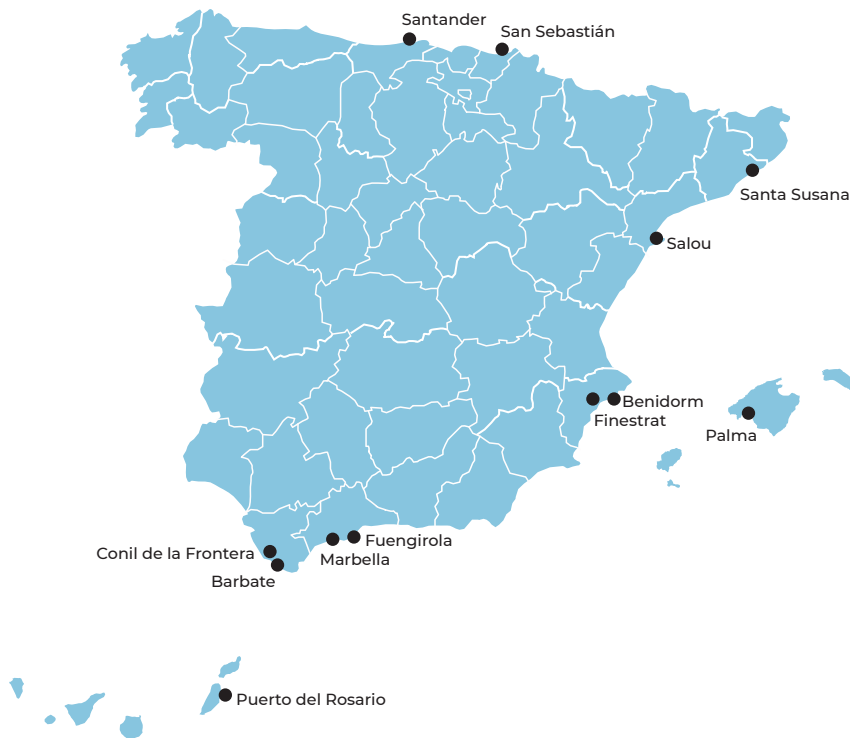 Santander
San Sebastián
Santa Susana
Salou
Benidorm
Finestrat
Palma
Fuengirola
Conil de la Frontera
Marbella
Barbate
Puerto del Rosario